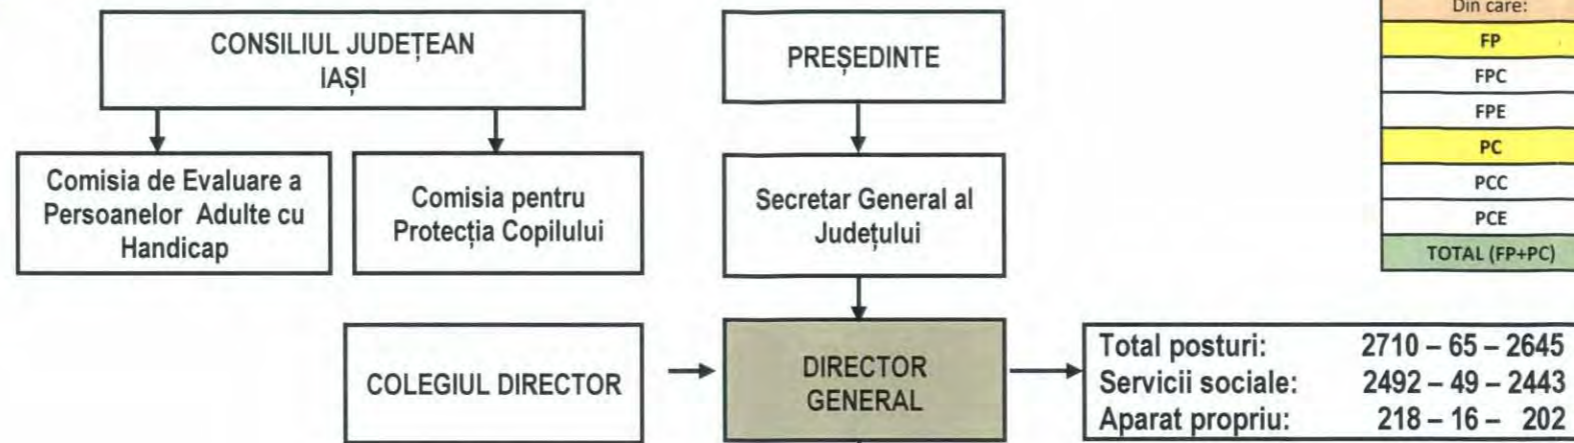 CONSILIUL JUDEȚEAN
IAȘI
PREȘEDINTE
Comisia de Evaluare a
Persoanelor Adulte cu
Handicap
Comisia pentru
Protecția Copilului
Secretar General al
Județului
COLEGIUL DIRECTOR
DIRECTOR
GENERAL
Total posturi: 2710 – 65 – 2645
Servicii sociale: 2492 – 49 – 2443
Aparat propriu: 218 – 16 – 202
Din care:
FP
FPC
FPE
PC
PCC
PCE
TOTAL (FP+PC)